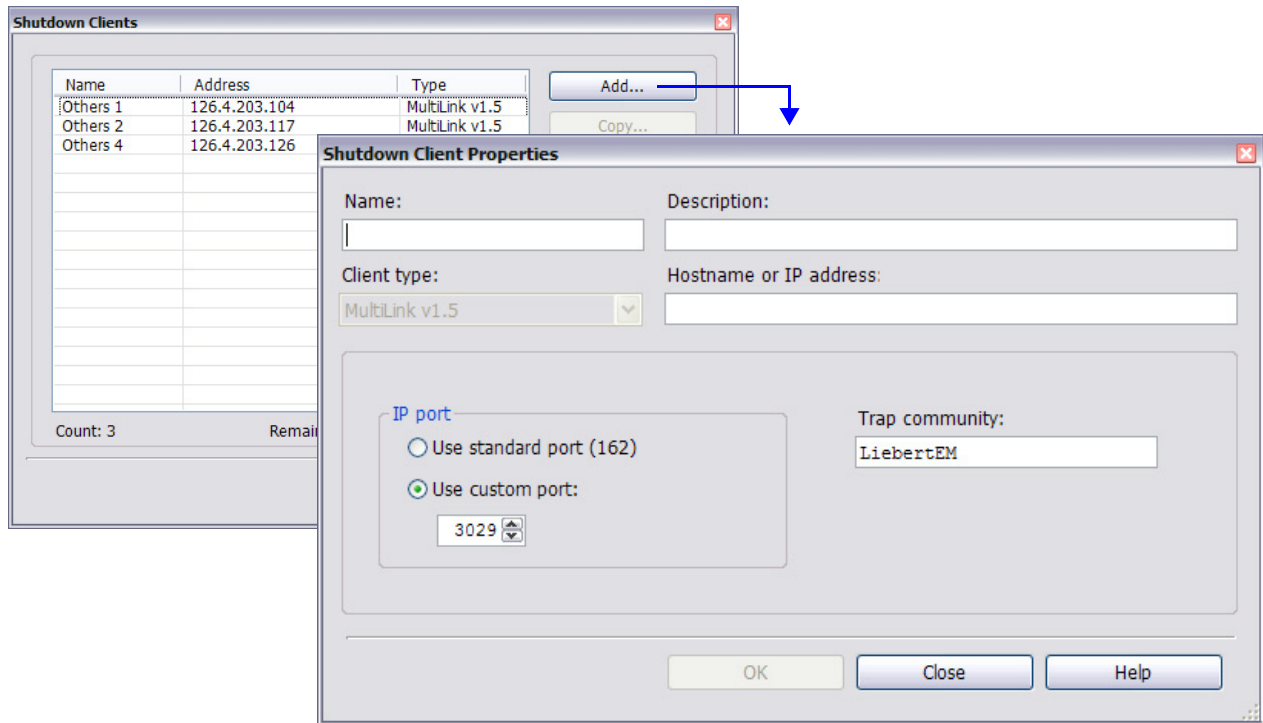 Shutdown Clients
Name Address Type
Others 1 126.4.203.104 MultiLink v1.5
Others 2 126.4.203.117 MultiLink v1.5
Others 4 126.4.203.126
Count: 3
Add...
Copy...
Shutdown Client Properties
Name: Description:
Client type: Hostname or IP address:
MultiLink v1.5
IP port
Use standard port (162)
Use custom port:
3029
Trap community:
LiebertEM
OK Close Help